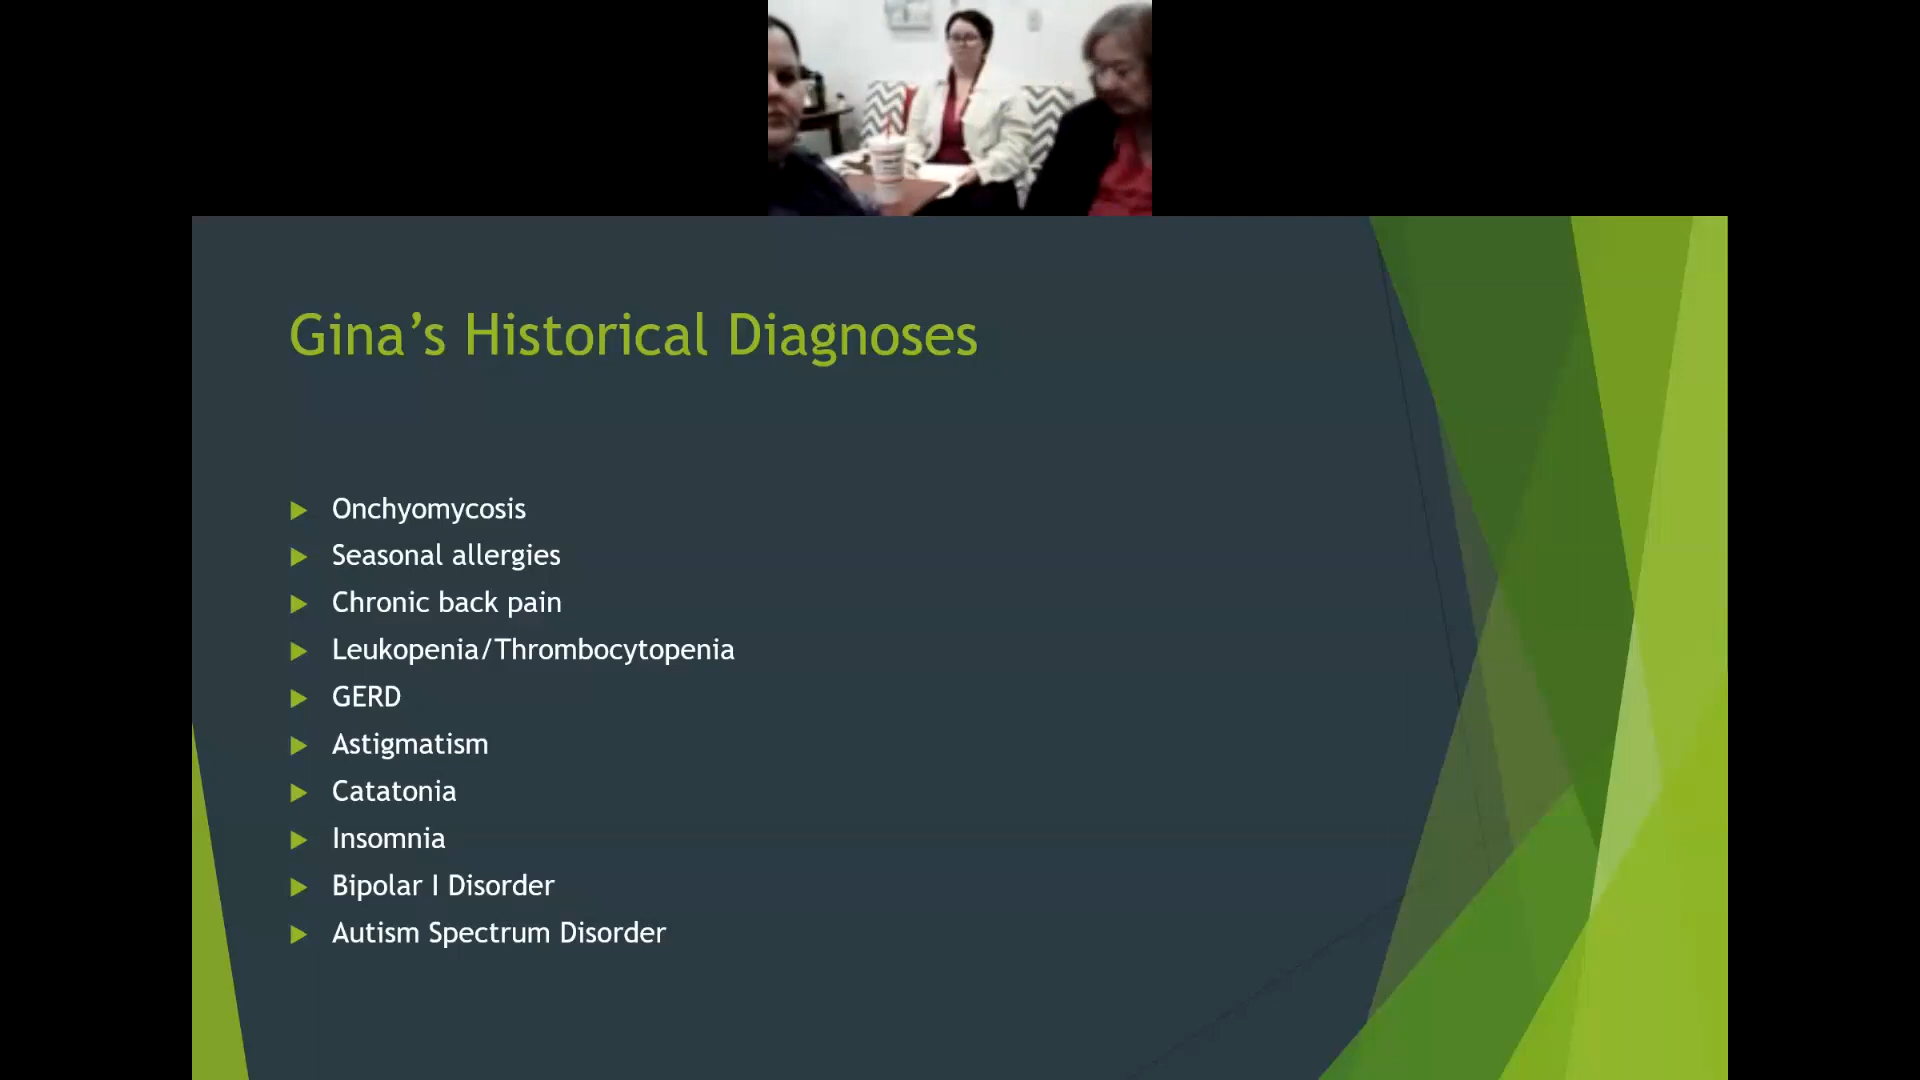 Gina’s Historical Diagnoses
Onchyomycosis
Seasonal allergies
Chronic back pain
Leukopenia/Thrombocytopenia
GERD
Astigmatism
Catatonia
Insomnia
Bipolar I Disorder
Autism Spectrum Disorder